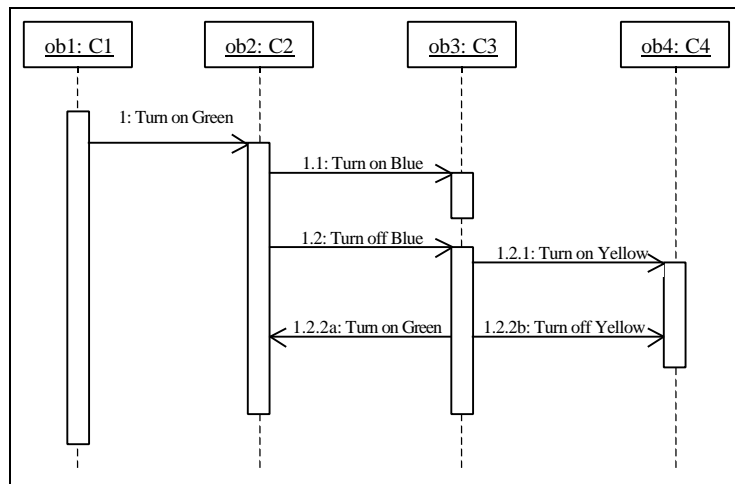 ob1: C1
ob2: C2
ob3: C3
ob4: C4
1: Turn on Green
1.1: Turn on Blue
1.2: Turn off Blue
1.2.1: Turn on Yellow
1.2.2a: Turn on Green
1.2.2b: Turn off Yellow